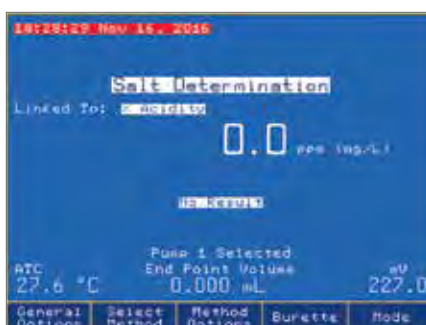 18:28:29 Nov 16, 2016
Salt Determination
Linked To: % Acidity
0.0 ppm (mg/L)
No Result
Pump 1 Selected
ATC End Point Volume mV
27.6 °C 0.000 mL 227.0
General Options Select Method Method Options Burette Mode